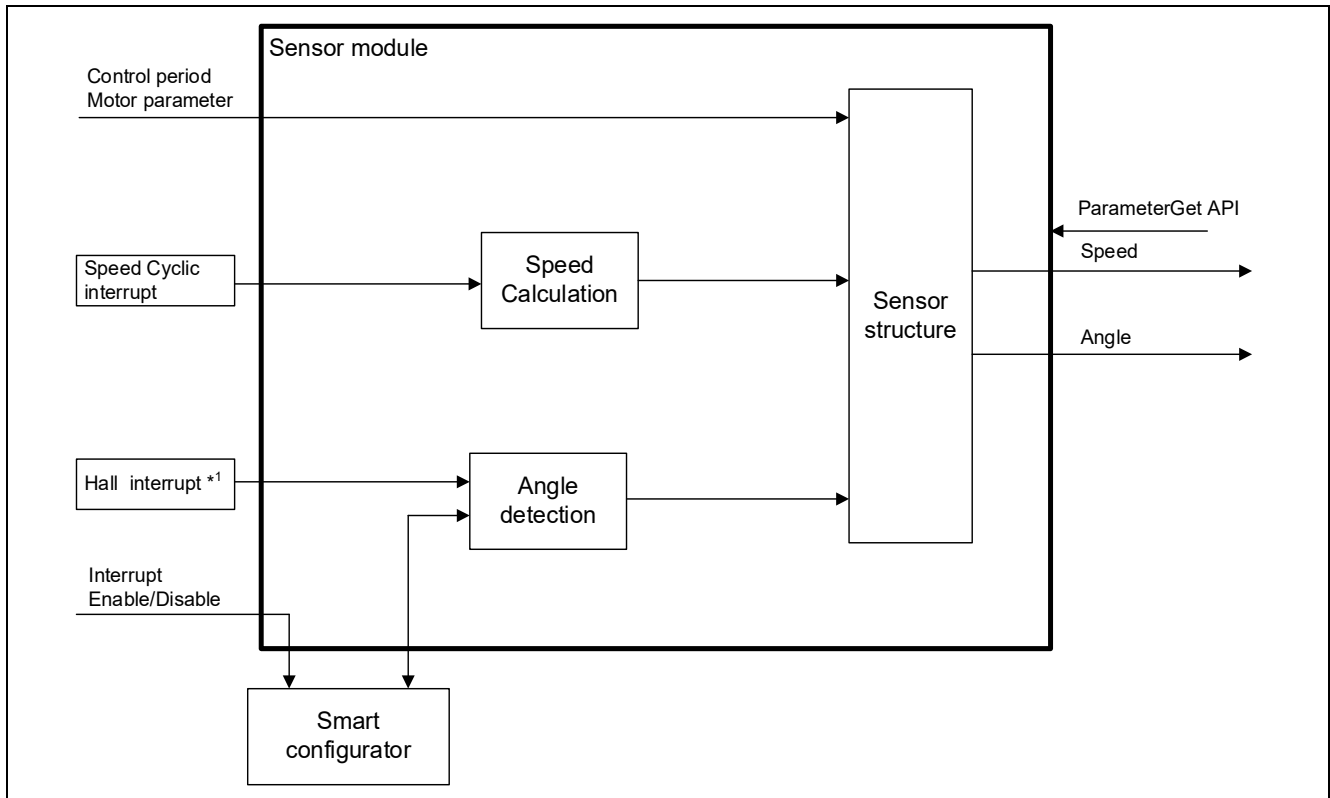 Sensor module
Control period
Motor parameter
ParameterGet API
Speed
Speed Cyclic
interrupt
Speed
Calculation
Sensor
structure
Angle
Hall interrupt *1
Angle
detection
Interrupt
Enable/Disable
Smart
configurator